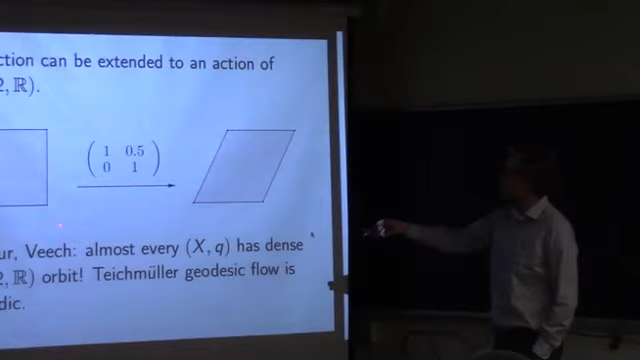 ction can be extended to an action of
2, ℝ).
( 1 0.5
0 1 )
ur, Veech: almost every (X, q) has dense
2, ℝ) orbit! Teichmüller geodesic flow is
dic.